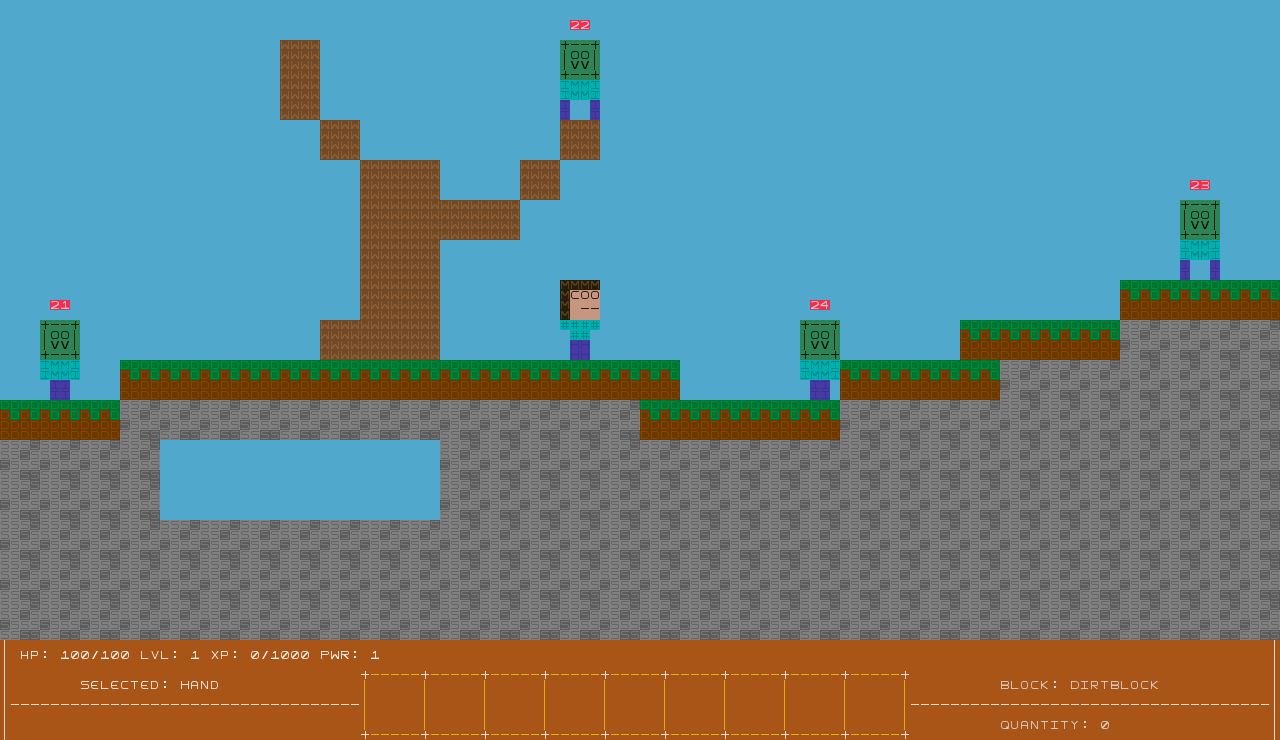 22
23
21
24
HP: 100/100 LVL: 1 XP: 0/1000 PWR: 1
SELECTED: HAND
BLOCK: DIRTBLOCK
QUANTITY: 0